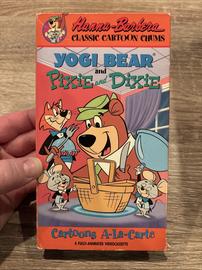 Hanna-Barbera
CLASSIC CARTOON CHUMS
YOGI BEAR
and
PIXIE and DIXIE
Cartoons A-La-Carte
A FULLY-ANIMATED VIDEOCASSETTE